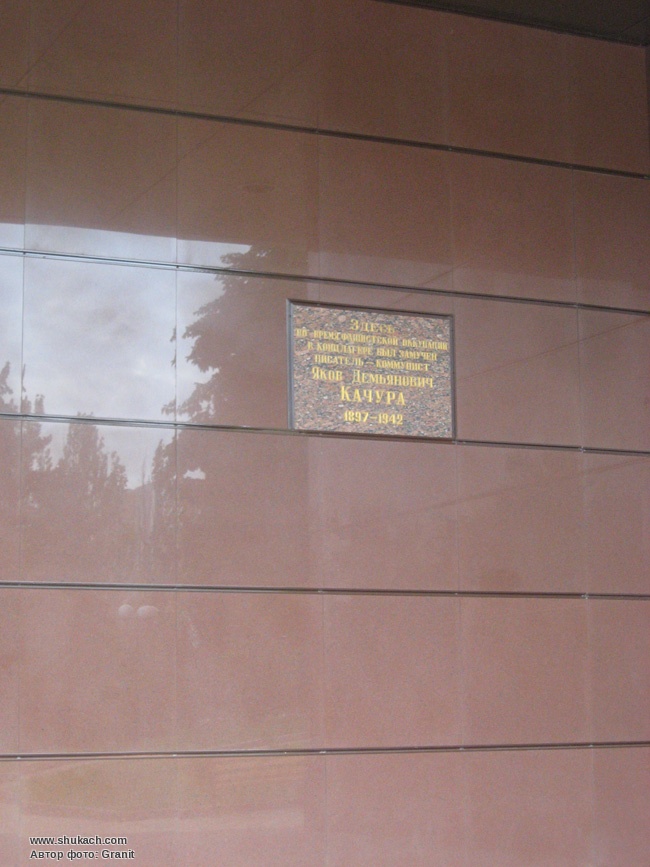 ЗДЕСЬ
ВО ВРЕМЯ ФАШИСТСКОЙ ОККУПАЦИИ
В КОНЦЛАГЕРЕ БЫЛ ЗАМУЧЕН
ПИСАТЕЛЬ – КОММУНИСТ
ЯКОВ ДЕМЬЯНОВИЧ
КАЧУРА
1897–1942
www.shukach.com
Автор фото: Granit